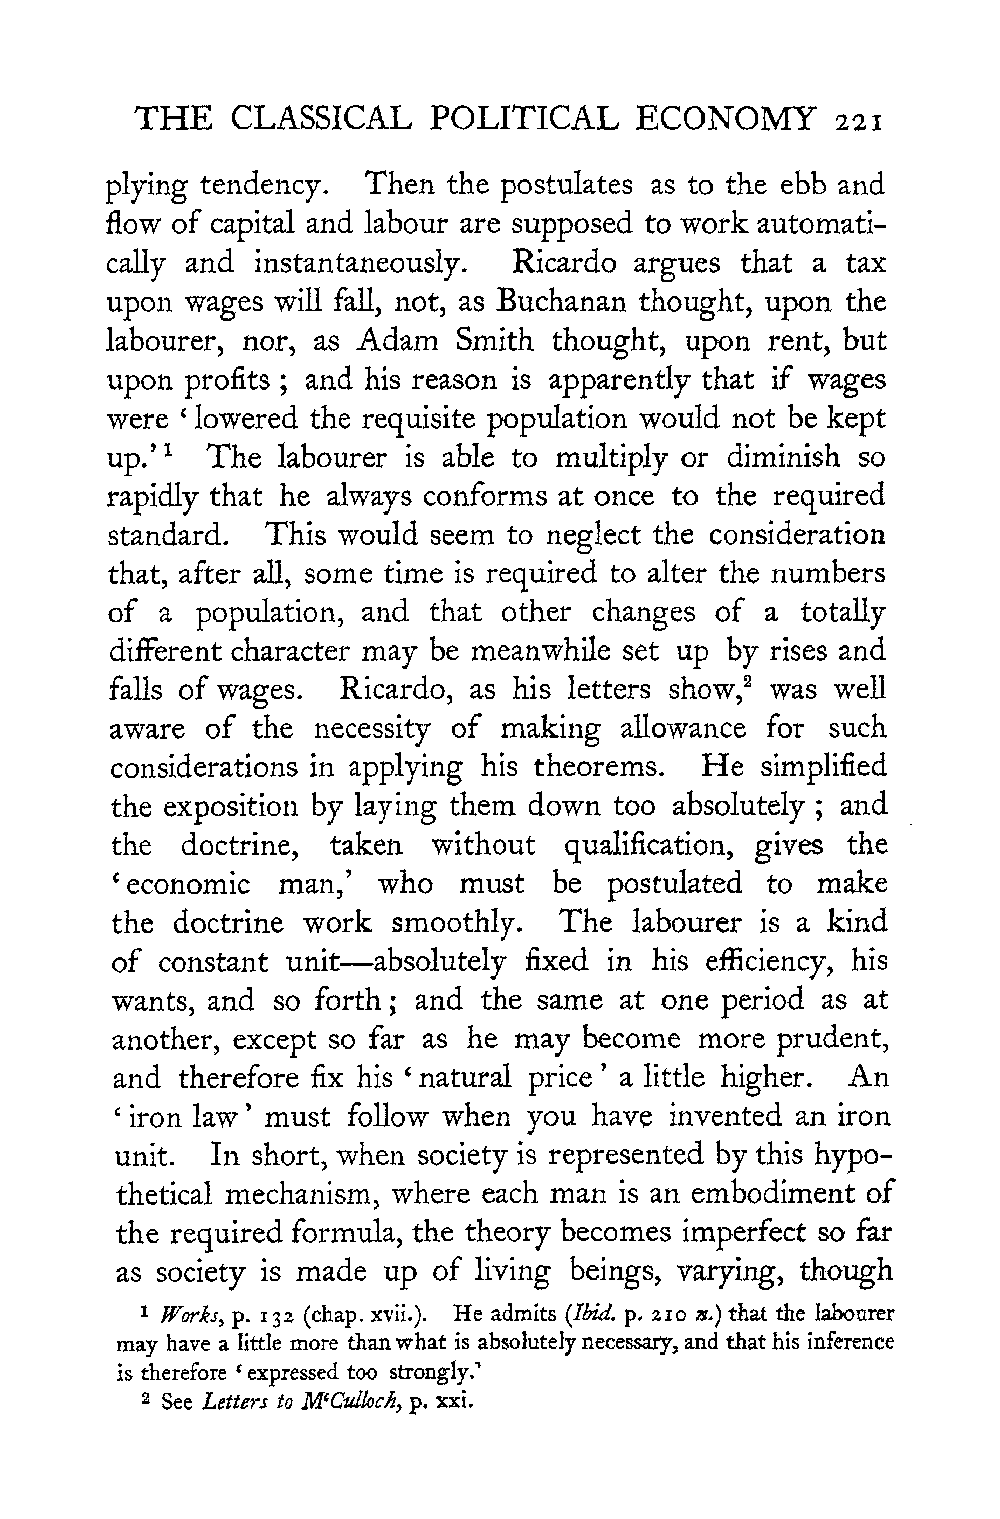 THE CLASSICAL POLITICAL ECONOMY 221
plying tendency. Then the postulates as to the ebb and
flow of capital and labour are supposed to work automati-
cally and instantaneously. Ricardo argues that a tax
upon wages will fall, not, as Buchanan thought, upon the
labourer, nor, as Adam Smith thought, upon rent, but
upon profits ; and his reason is apparently that if wages
were ‘ lowered the requisite population would not be kept
up.’ ¹ The labourer is able to multiply or diminish so
rapidly that he always conforms at once to the required
standard. This would seem to neglect the consideration
that, after all, some time is required to alter the numbers
of a population, and that other changes of a totally
different character may be meanwhile set up by rises and
falls of wages. Ricardo, as his letters show,² was well
aware of the necessity of making allowance for such
considerations in applying his theorems. He simplified
the exposition by laying them down too absolutely ; and
the doctrine, taken without qualification, gives the
‘ economic man,’ who must be postulated to make
the doctrine work smoothly. The labourer is a kind
of constant unit—absolutely fixed in his efficiency, his
wants, and so forth ; and the same at one period as at
another, except so far as he may become more prudent,
and therefore fix his ‘ natural price ’ a little higher. An
‘ iron law ’ must follow when you have invented an iron
unit. In short, when society is represented by this hypo-
thetical mechanism, where each man is an embodiment of
the required formula, the theory becomes imperfect so far
as society is made up of living beings, varying, though
¹ Works, p. 132 (chap. xvii.). He admits (Ibid. p. 210 n.) that the labourer
may have a little more than what is absolutely necessary, and that his inference
is therefore ‘ expressed too strongly.’
² See Letters to M‘Culloch, p. xxi.